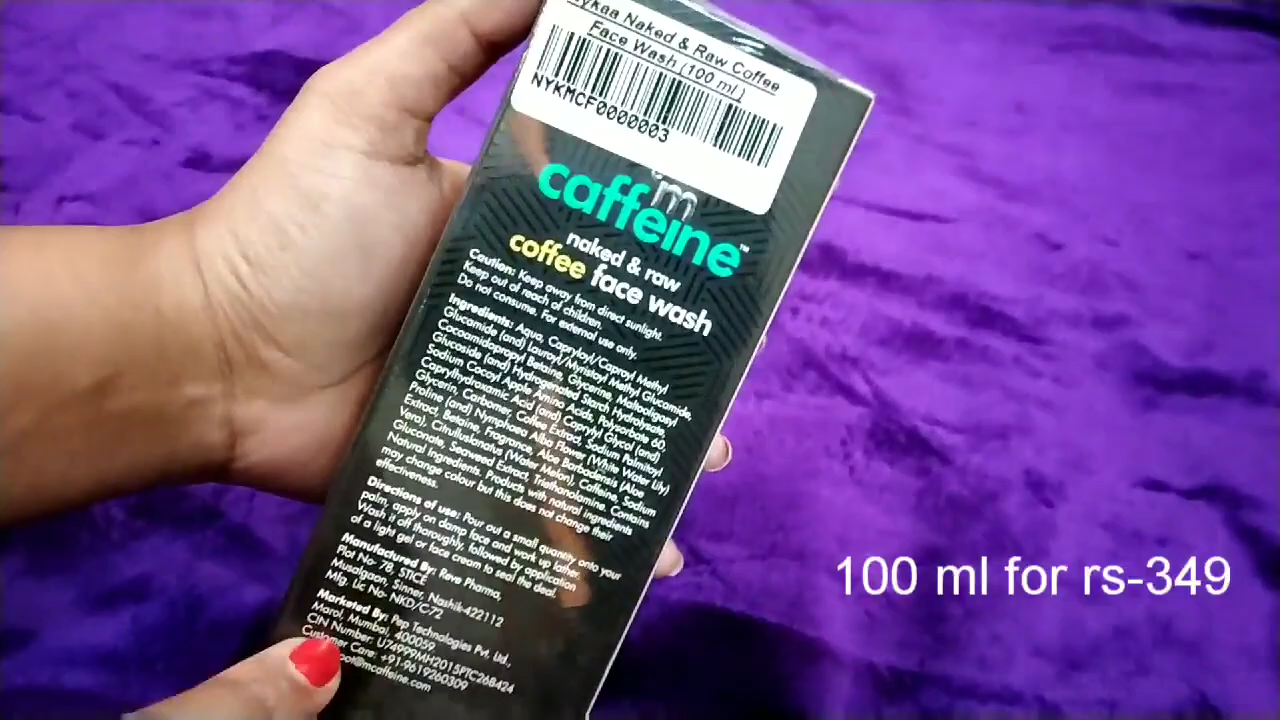 Nykaa Naked & Raw Coffee
Face Wash (100 ml )
NYKMCF0000003
m
caffeine™
naked & raw
coffee face wash
Caution: Keep away from direct sunlight.
Keep out of reach of children.
Do not consume. For external use only.
Ingredients: Aqua, Capryloyl/Caproyl Methyl
Glucamide (and) Lauroyl/Myristoyl Methyl Glucamide,
Cocoamidopropyl Betaine, Glycerine, Maltooligosyl
Glucoside (and) Hydrogenated Starch Hydrolysate,
Sodium Cocoyl Apple Amino Acids, Polysorbate 60,
Caprylhydroxamic Acid (and) Caprylyl Glycol (and)
Glycerin, Carbomer, Coffee Extract, Sodium Palmitoyl
Proline (and) Nymphaea Alba Flower (White Water Lily)
Extract, Betaine, Fragrance, Aloe Barbadensis (Aloe
Vera), Citrulluslanatus (Water Melon), Caffeine, Sodium
Gluconate, Seaweed Extract, Triethanolamine. Contains
Natural Ingredients. Products with natural ingredients
may change colour but this does not change their
effectiveness.
Directions of use: Pour out a small quantity onto your
palm, apply on damp face and work up lather.
Wash it off thoroughly, followed by application
of a light gel or face cream to seal the deal.
Manufactured By: Reve Pharma,
Plot No- 78, STICE
Musalgaon, Sinner, Nashik-422112
Mfg. Lic No- NKD/C/72
Marketed By: Pep Technologies Pvt. Ltd.,
Marol, Mumbai, 400059
CIN Number: U74999MH2015PTC268424
Customer Care: +91-9619260309
@mcaffeine.com
100 ml for rs-349